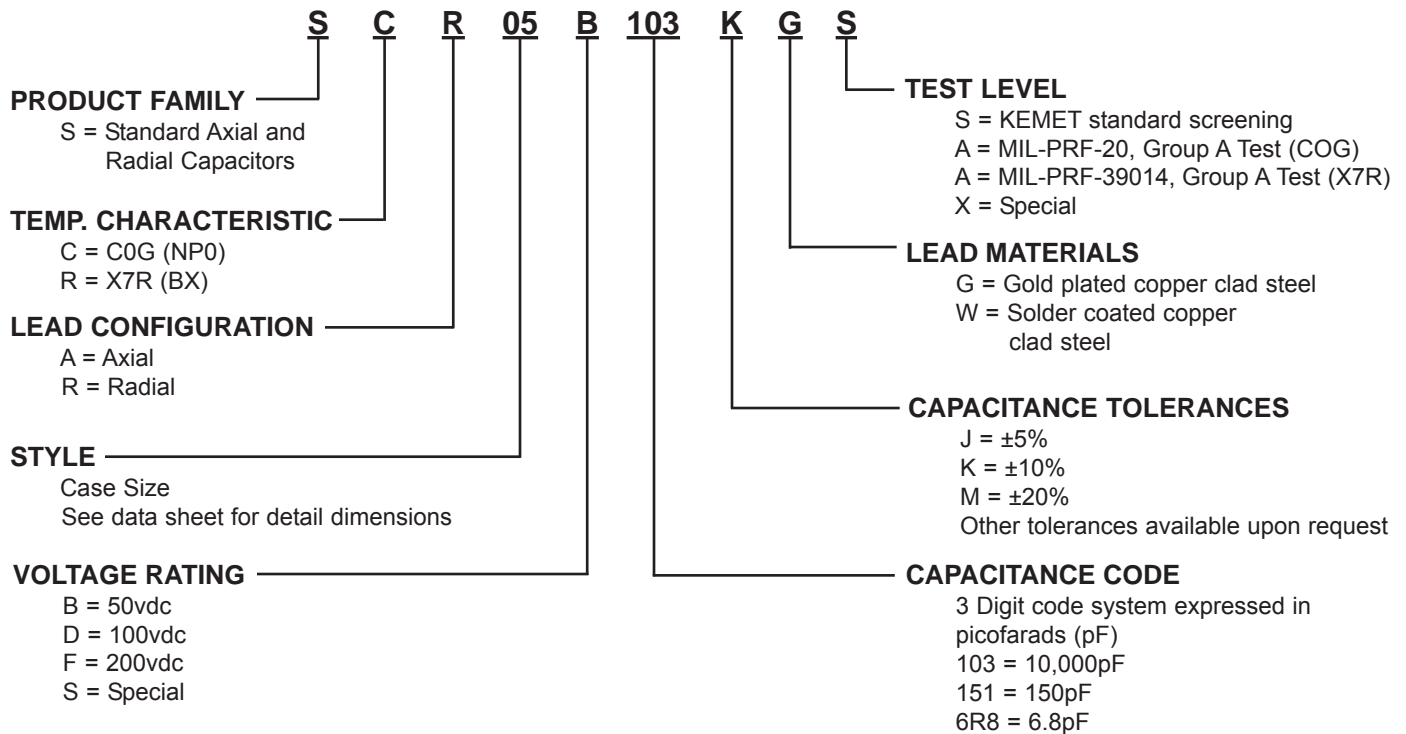 S C R 05 B 103 K G S
PRODUCT FAMILY
S = Standard Axial and
Radial Capacitors
TEMP. CHARACTERISTIC
C = C0G (NP0)
R = X7R (BX)
LEAD CONFIGURATION
A = Axial
R = Radial
STYLE
Case Size
See data sheet for detail dimensions
VOLTAGE RATING
B = 50vdc
D = 100vdc
F = 200vdc
S = Special
TEST LEVEL
S = KEMET standard screening
A = MIL-PRF-20, Group A Test (COG)
A = MIL-PRF-39014, Group A Test (X7R)
X = Special
LEAD MATERIALS
G = Gold plated copper clad steel
W = Solder coated copper
clad steel
CAPACITANCE TOLERANCES
J = ±5%
K = ±10%
M = ±20%
Other tolerances available upon request
CAPACITANCE CODE
3 Digit code system expressed in
picofarads (pF)
103 = 10,000pF
151 = 150pF
6R8 = 6.8pF